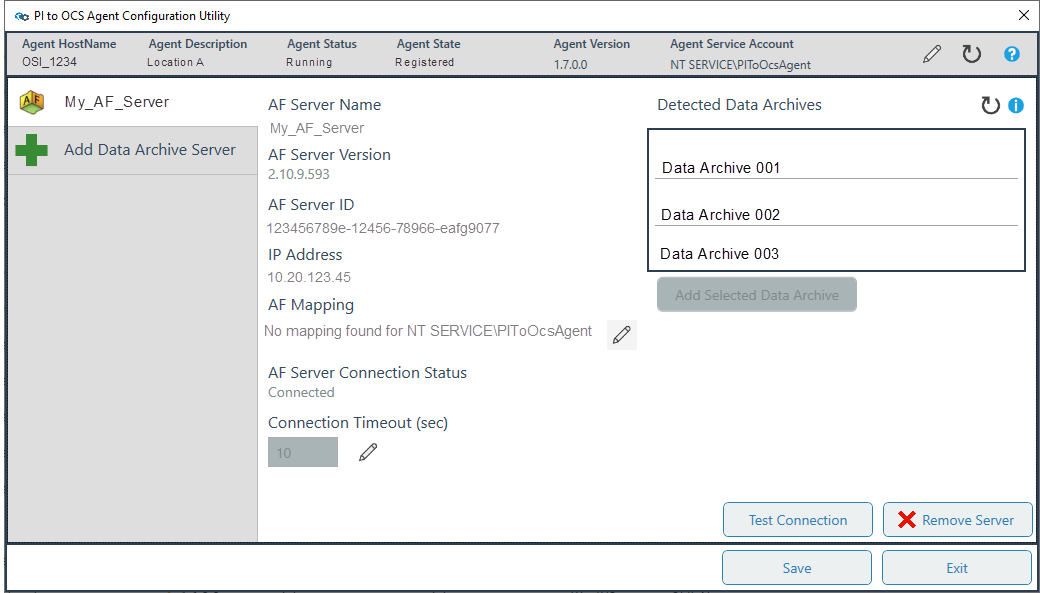 PI to OCS Agent Configuration Utility
Agent HostName Agent Description Agent Status Agent State Agent Version Agent Service Account
OSI_1234 Location A Running Registered 1.7.0.0 NT SERVICE\PIToOcsAgent
My_AF_Server
Add Data Archive Server
AF Server Name
My_AF_Server
AF Server Version
2.10.9.593
AF Server ID
123456789e-12456-78966-eafg9077
IP Address
10.20.123.45
AF Mapping
No mapping found for NT SERVICE\PIToOcsAgent
AF Server Connection Status
Connected
Connection Timeout (sec)
10
Detected Data Archives
Data Archive 001
Data Archive 002
Data Archive 003
Add Selected Data Archive
Test Connection
Remove Server
Save
Exit